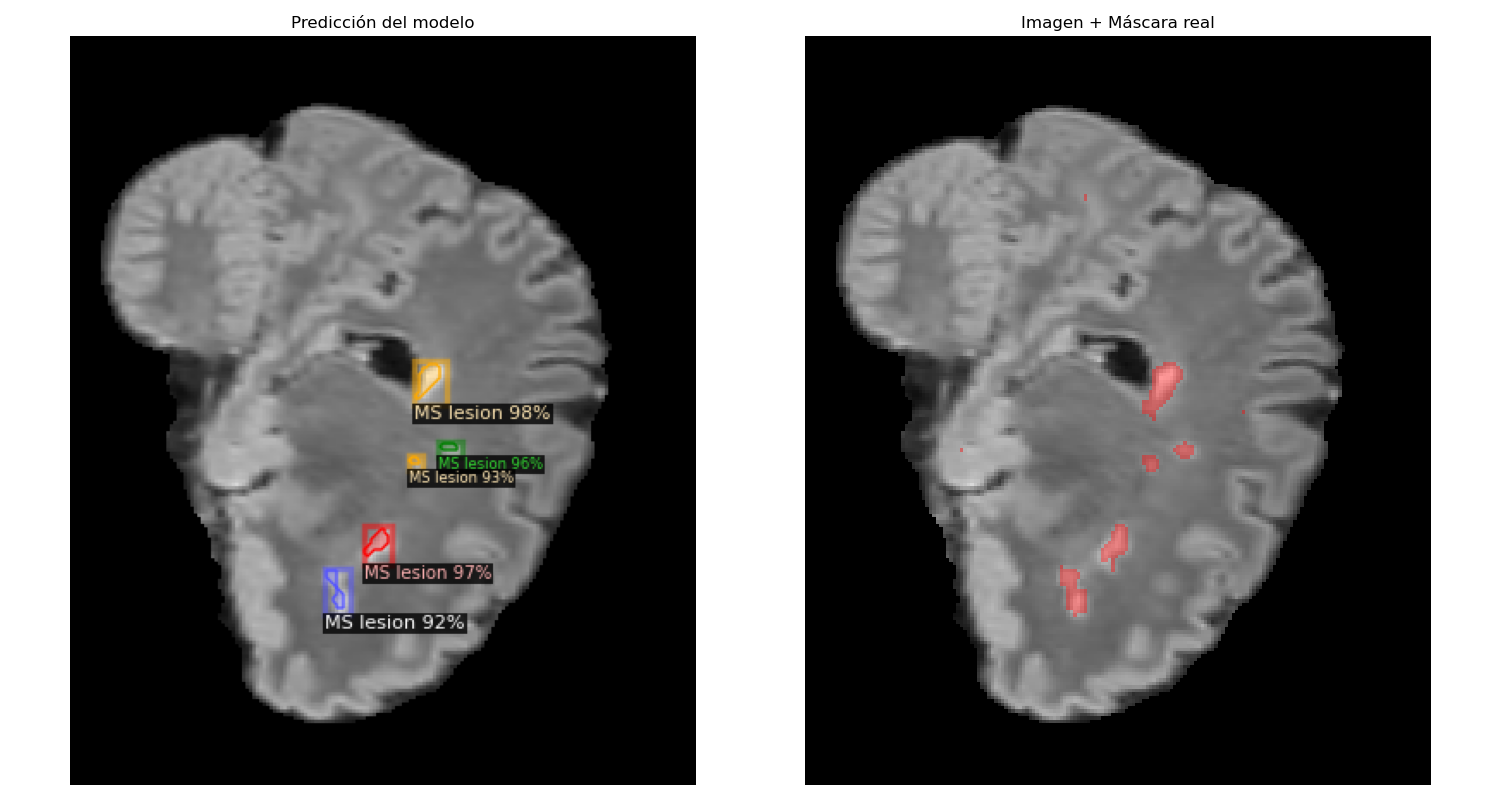 Predicción del modelo
Imagen + Máscara real
MS lesion 98%
MS lesion 96%
MS lesion 93%
MS lesion 97%
MS lesion 92%